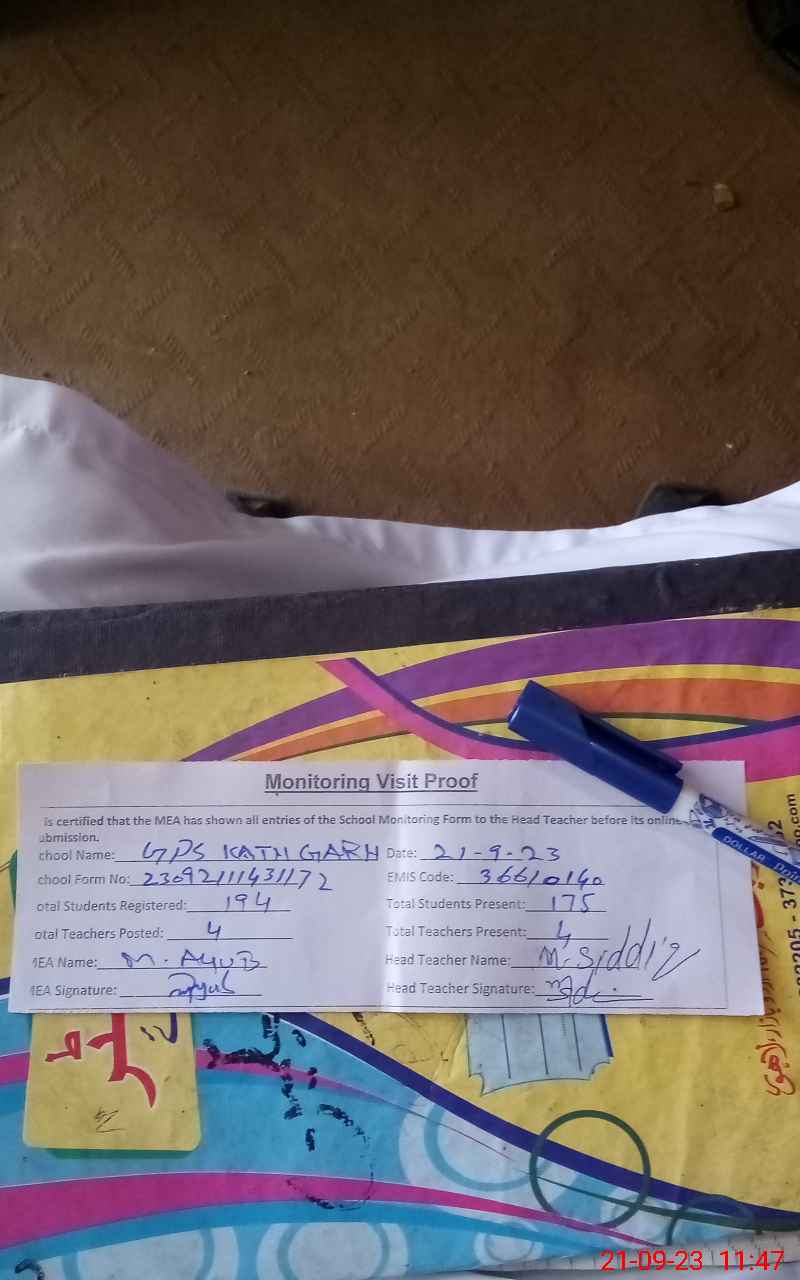 Monitoring Visit Proof
is certified that the MEA has shown all entries of the School Monitoring Form to the Head Teacher before its online
ubmission.
chool Name: GPS KATH GARH Date: 21-9-23
chool Form No: 23092111431172 EMIS Code: 36610140
otal Students Registered: 194 Total Students Present: 175
otal Teachers Posted: 4 Total Teachers Present: 4
MEA Name: M. AYUB Head Teacher Name: M. Siddiq
MEA Signature: Head Teacher Signature:
DOLLAR
21-09-23 11:47